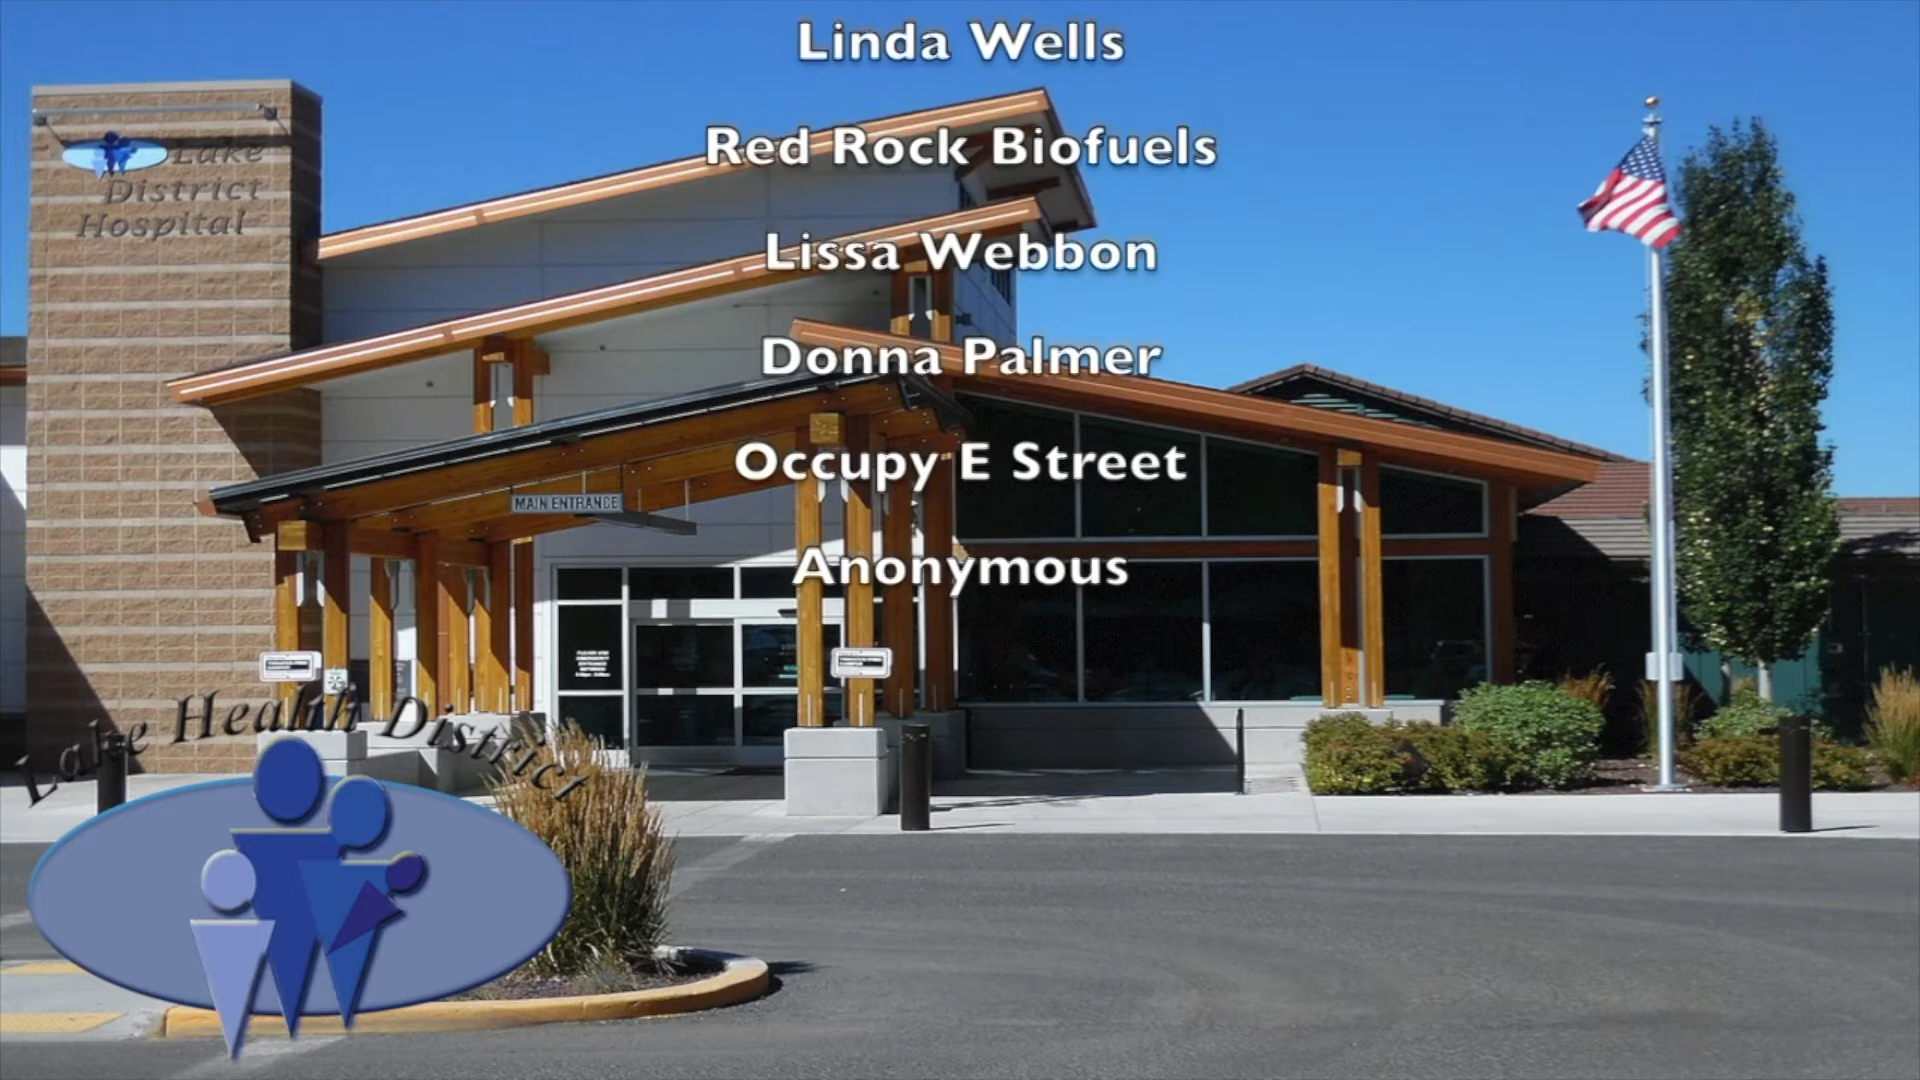 Linda Wells
Red Rock Biofuels
Lissa Webbon
Donna Palmer
Occupy E Street
Anonymous
Lake
District
Hospital
MAIN ENTRANCE
Lake Health District